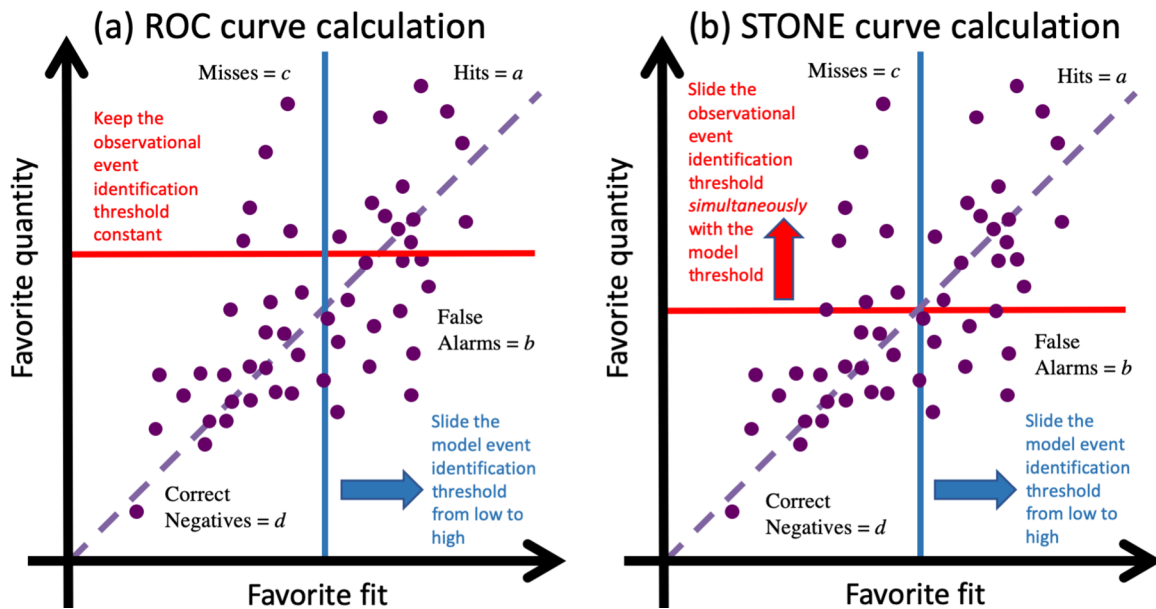 (a) ROC curve calculation
Misses = c
Hits = a
Keep the
observational
event
identification
threshold
constant
Favorite quantity
False
Alarms = b
Slide the
model event
identification
threshold
from low to
high
Correct
Negatives = d
Favorite fit
(b) STONE curve calculation
Misses = c
Hits = a
Slide the
observational
event
identification
threshold
simultaneously
with the
model
threshold
Favorite quantity
False
Alarms = b
Slide the
model event
identification
threshold
from low to
high
Correct
Negatives = d
Favorite fit